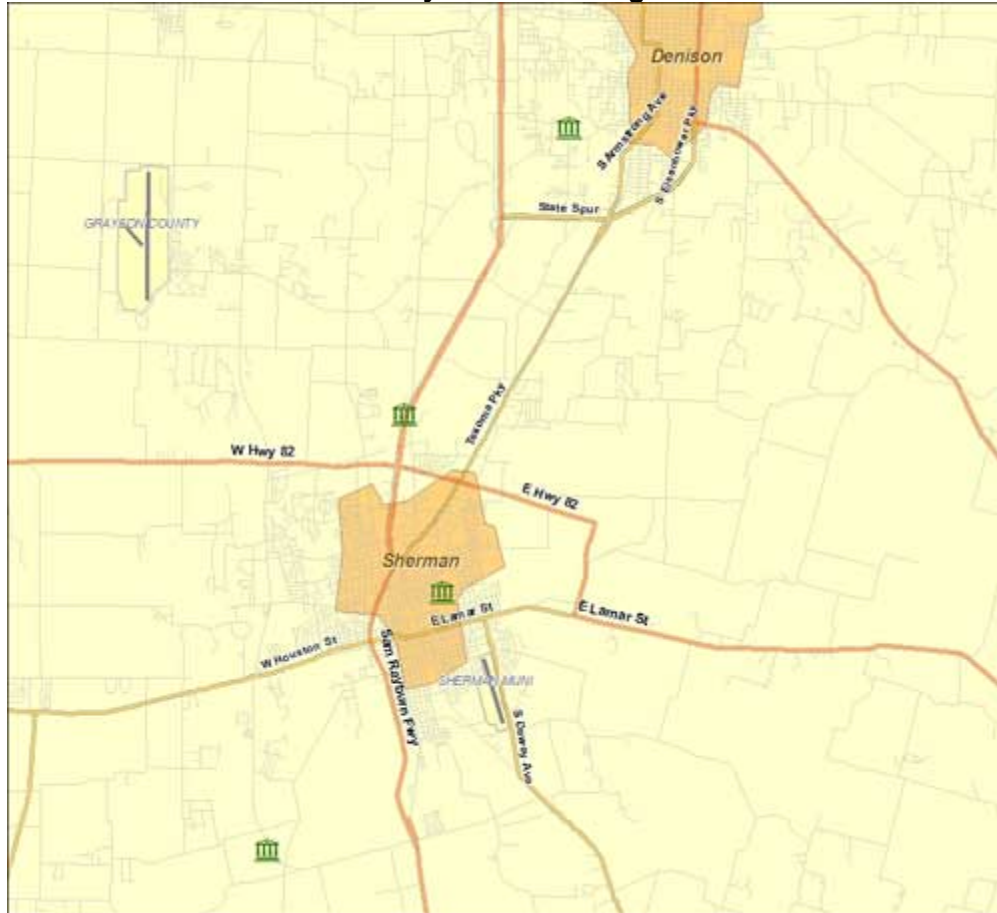 Denison
S Armstrong Ave
S Eisenhower Pky
State Spur
GRAYSON COUNTY
Texoma Pky
W Hwy 82
E Hwy 82
Sherman
E Lamar St
E Lamar St
W Houston St
Sam Rayburn Fwy
SHERMAN MUNI
S Dewey Ave